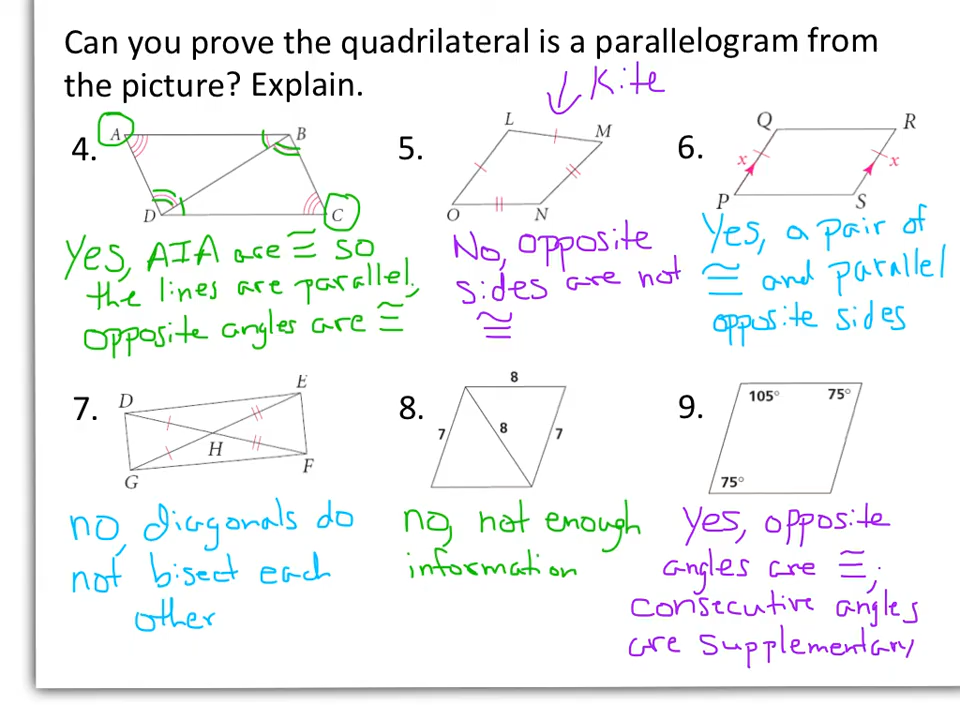 Can you prove the quadrilateral is a parallelogram from
the picture? Explain.
Kite
4.
A
B
D
C
Yes, AIA are ≅ so
the lines are parallel,
opposite angles are ≅
5.
L
M
O
N
No, opposite
sides are not
≅
6.
Q
R
x
x
P
S
Yes, a pair of
≅ and parallel
opposite sides
7.
D
E
H
G
F
no, diagonals do
not bisect each
other
8.
8
7
8
7
no, not enough
information
9.
105°
75°
75°
Yes, opposite
angles are ≅,
consecutive angles
are supplementary